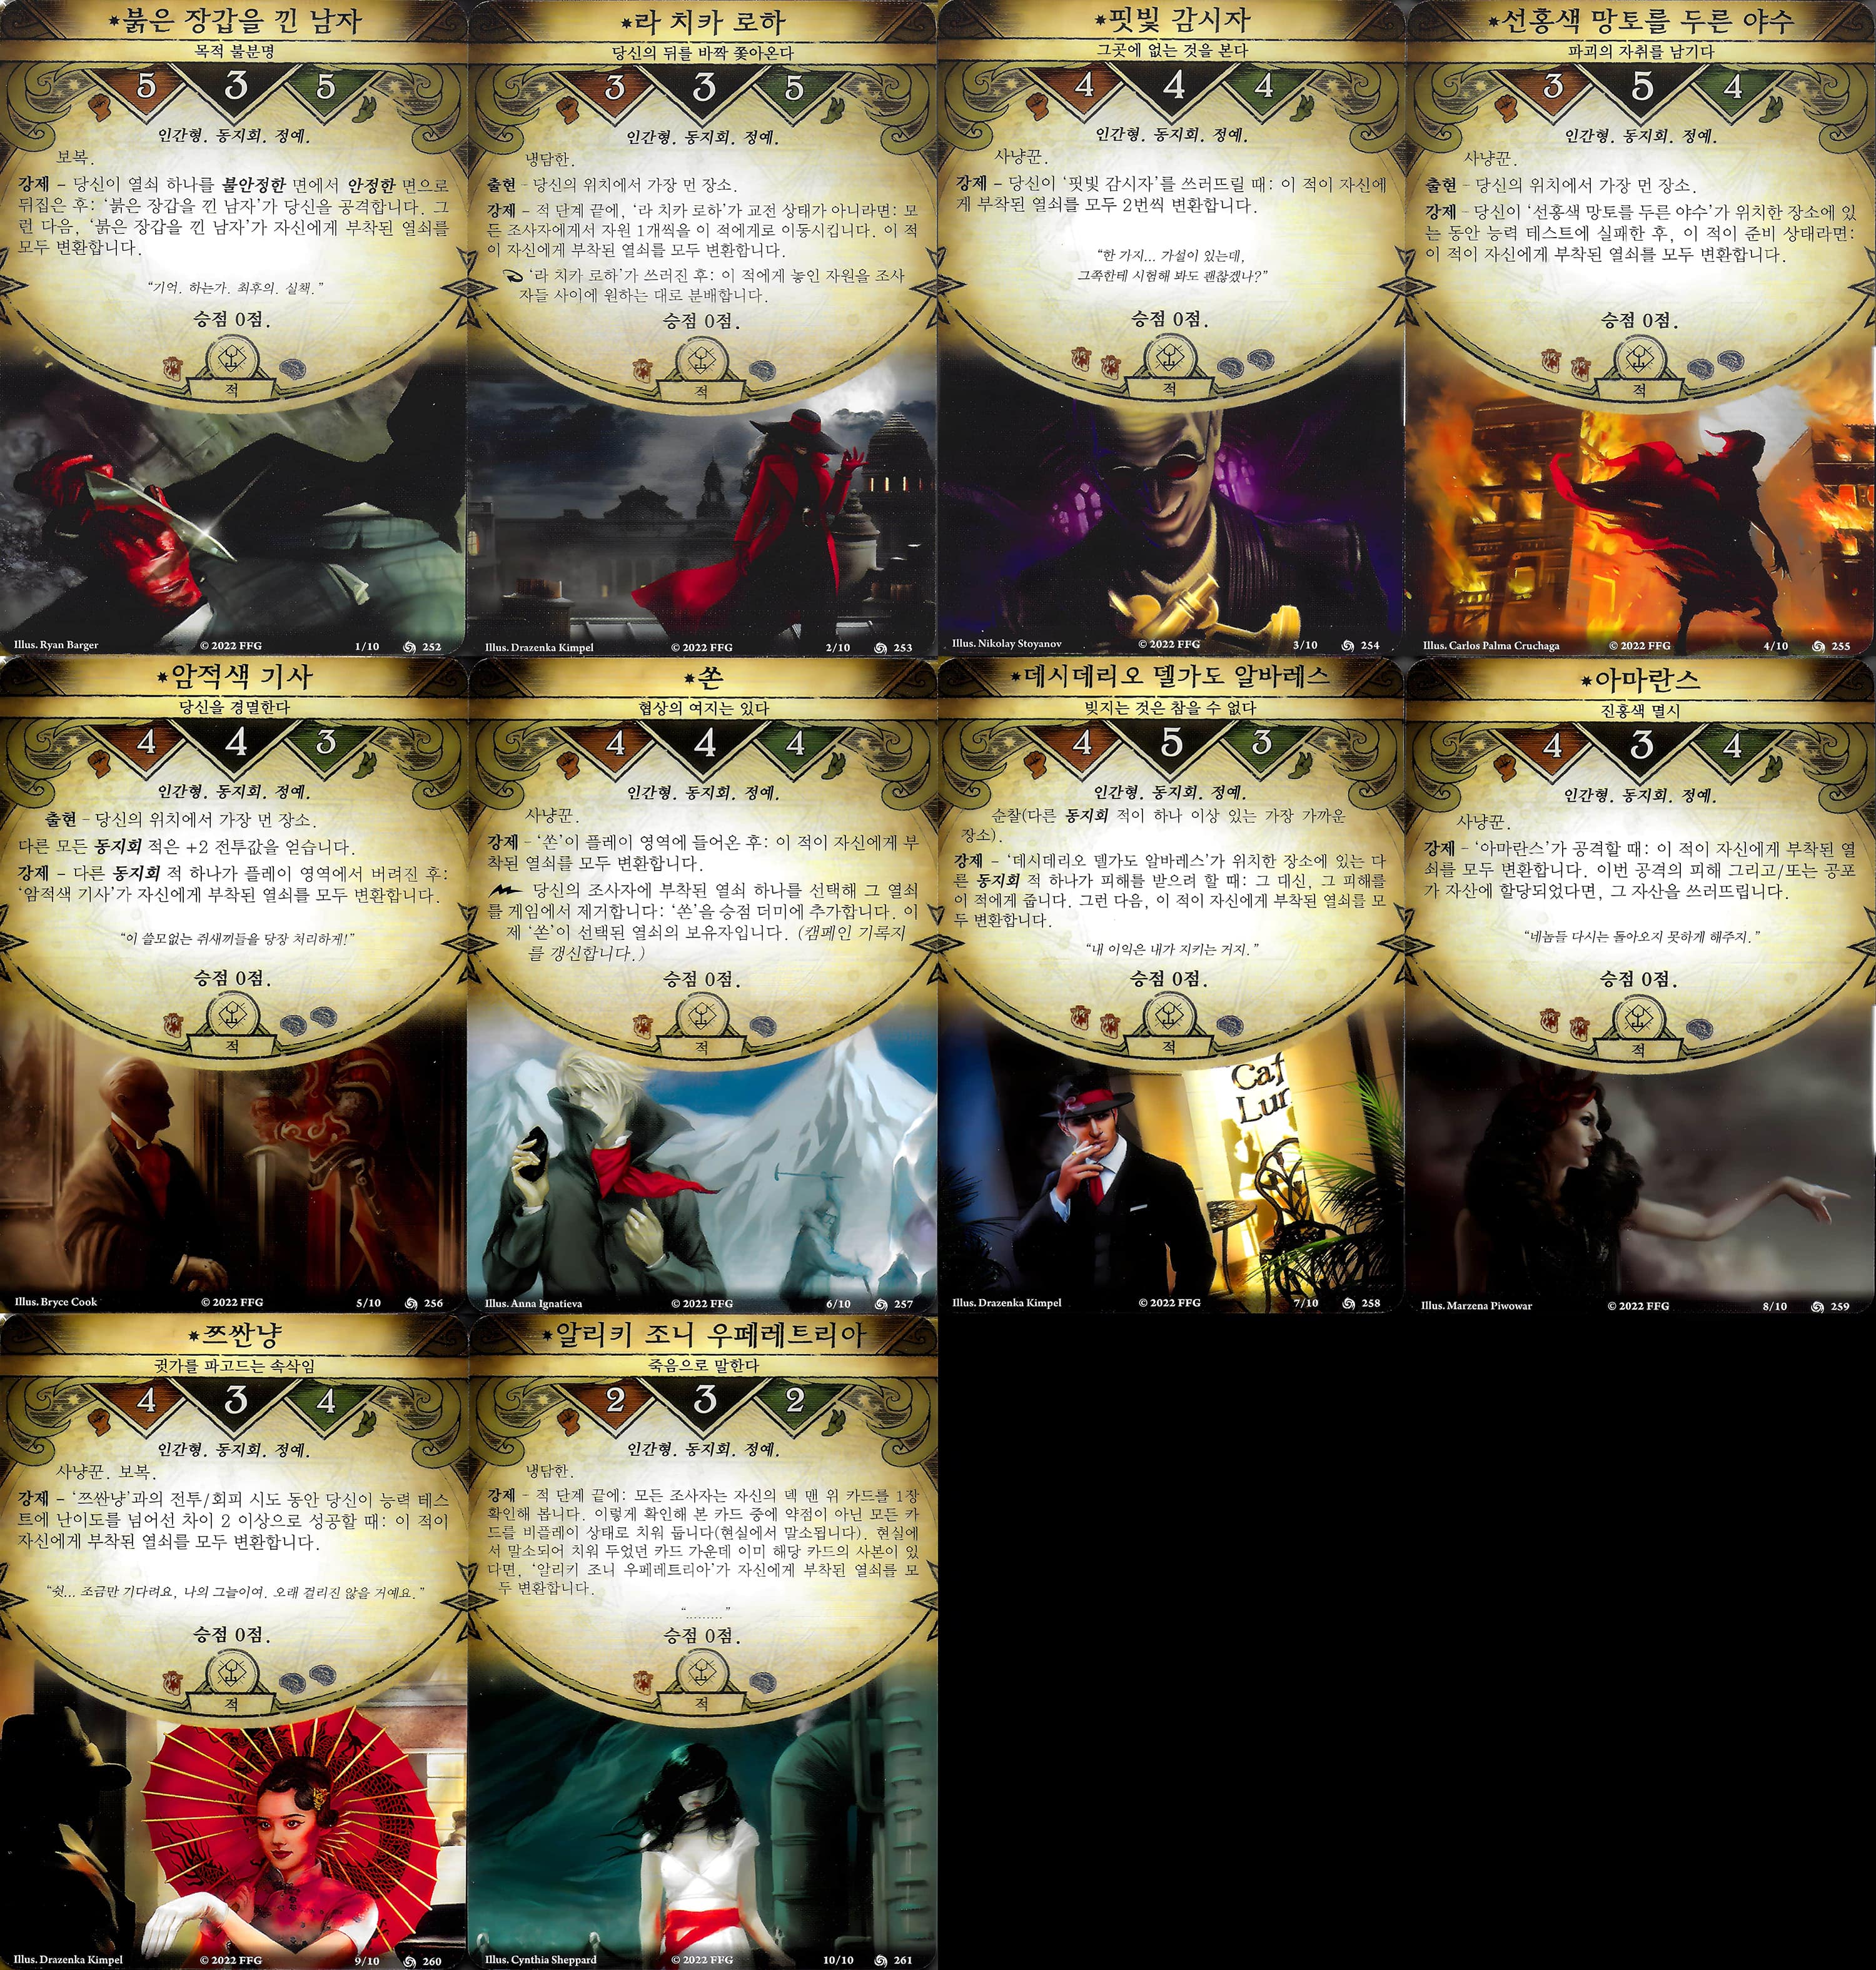 *붉은 장갑을 낀 남자
목적 불분명
5 3 5
인간형. 동지회. 정예.
보복.
강제 – 당신이 열쇠 하나를 불안정한 면에서 안정한 면으로
뒤집은 후: ‘붉은 장갑을 낀 남자’가 당신을 공격합니다. 그
런 다음, ‘붉은 장갑을 낀 남자’가 자신에게 부착된 열쇠를
모두 변환합니다.
“기억. 하는가. 최후의. 실책.”
승점 0점.
적
Illus. Ryan Barger © 2022 FFG 1/10 252
*라 치카 로하
당신의 뒤를 바짝 쫓아온다
3 3 5
인간형. 동지회. 정예.
냉담한.
출현 – 당신의 위치에서 가장 먼 장소.
강제 – 적 단계 끝에, ‘라 치카 로하’가 교전 상태가 아니라면: 모
든 조사자에게서 자원 1개씩을 이 적에게로 이동시킵니다. 이 적
이 자신에게 부착된 열쇠를 모두 변환합니다.
‘라 치카 로하’가 쓰러진 후: 이 적에게 놓인 자원을 조사
자들 사이에 원하는 대로 분배합니다.
승점 0점.
적
Illus. Drazenka Kimpel © 2022 FFG 2/10 253
*핏빛 감시자
그곳에 없는 것을 본다
4 4 4
인간형. 동지회. 정예.
사냥꾼.
강제 – 당신이 ‘핏빛 감시자’를 쓰러뜨릴 때: 이 적이 자신에
게 부착된 열쇠를 모두 2번씩 변환합니다.
“한 가지... 가설이 있는데,
그쪽한테 시험해 봐도 괜찮겠나?”
승점 0점.
적
Illus. Nikolay Stoyanov © 2022 FFG 3/10 254
*선홍색 망토를 두른 야수
파괴의 자취를 남기다
3 5 4
인간형. 동지회. 정예.
사냥꾼.
출현 – 당신의 위치에서 가장 먼 장소.
강제 – 당신이 ‘선홍색 망토를 두른 야수’가 위치한 장소에 있
는 동안 능력 테스트에 실패한 후, 이 적이 준비 상태라면:
이 적이 자신에게 부착된 열쇠를 모두 변환합니다.
승점 0점.
적
Illus. Carlos Palma Cruchaga © 2022 FFG 4/10 255
*암적색 기사
당신을 경멸한다
4 4 3
인간형. 동지회. 정예.
출현 – 당신의 위치에서 가장 먼 장소.
다른 모든 동지회 적은 +2 전투값을 얻습니다.
강제 – 다른 동지회 적 하나가 플레이 영역에서 버려진 후:
‘암적색 기사’가 자신에게 부착된 열쇠를 모두 변환합니다.
“이 쓸모없는 쥐새끼들을 당장 처리하게!”
승점 0점.
적
Illus. Bryce Cook © 2022 FFG 5/10 256
*쏜
협상의 여지는 있다
4 4 4
인간형. 동지회. 정예.
사냥꾼.
강제 – ‘쏜’이 플레이 영역에 들어온 후: 이 적이 자신에게 부
착된 열쇠를 모두 변환합니다.
당신의 조사자에 부착된 열쇠 하나를 선택해 그 열쇠
를 게임에서 제거합니다: ‘쏜’을 승점 더미에 추가합니다. 이
제 ‘쏜’이 선택된 열쇠의 보유자입니다. (캠페인 기록지
를 갱신합니다.)
승점 0점.
적
Illus. Anna Ignatieva © 2022 FFG 6/10 257
*데시데리오 델가도 알바레스
빚지는 것은 참을 수 없다
4 5 3
인간형. 동지회. 정예.
순찰(다른 동지회 적이 하나 이상 있는 가장 가까운
장소).
강제 – ‘데시데리오 델가도 알바레스’가 위치한 장소에 있는 다
른 동지회 적 하나가 피해를 받으려 할 때: 그 대신, 그 피해를
이 적에게 줍니다. 그런 다음, 이 적이 자신에게 부착된 열쇠를 모
두 변환합니다.
“내 이익은 내가 지키는 거지.”
승점 0점.
적
Caf
Lun
Illus. Drazenka Kimpel © 2022 FFG 7/10 258
*아마란스
진홍색 멸시
4 3 4
인간형. 동지회. 정예.
사냥꾼.
강제 – ‘아마란스’가 공격할 때: 이 적이 자신에게 부착된 열
쇠를 모두 변환합니다. 이번 공격의 피해 그리고/또는 공포
가 자산에 할당되었다면, 그 자산을 쓰러뜨립니다.
“네놈들 다시는 돌아오지 못하게 해주지.”
승점 0점.
적
Illus. Marzena Piwowar © 2022 FFG 8/10 259
*쯔싼냥
귓가를 파고드는 속삭임
4 3 4
인간형. 동지회. 정예.
사냥꾼. 보복.
강제 – ‘쯔싼냥’과의 전투/회피 시도 동안 당신이 능력 테스
트에 난이도를 넘어선 차이 2 이상으로 성공할 때: 이 적이
자신에게 부착된 열쇠를 모두 변환합니다.
“쉿... 조금만 기다려요, 나의 그늘이여. 오래 걸리진 않을 거예요.”
승점 0점.
적
Illus. Drazenka Kimpel © 2022 FFG 9/10 260
*알리키 조니 우페레트리아
죽음으로 말한다
2 3 2
인간형. 동지회. 정예.
냉담한.
강제 – 적 단계 끝에: 모든 조사자는 자신의 덱 맨 위 카드를 1장
확인해 봅니다. 이렇게 확인해 본 카드 중에 약점이 아닌 모든 카
드를 비플레이 상태로 치워 둡니다(현실에서 말소됩니다). 현실에
서 말소되어 치워 두었던 카드 가운데 이미 해당 카드의 사본이 있
다면, ‘알리키 조니 우페레트리아’가 자신에게 부착된 열쇠를 모
두 변환합니다.
“.........”
승점 0점.
적
Illus. Cynthia Sheppard © 2022 FFG 10/10 261